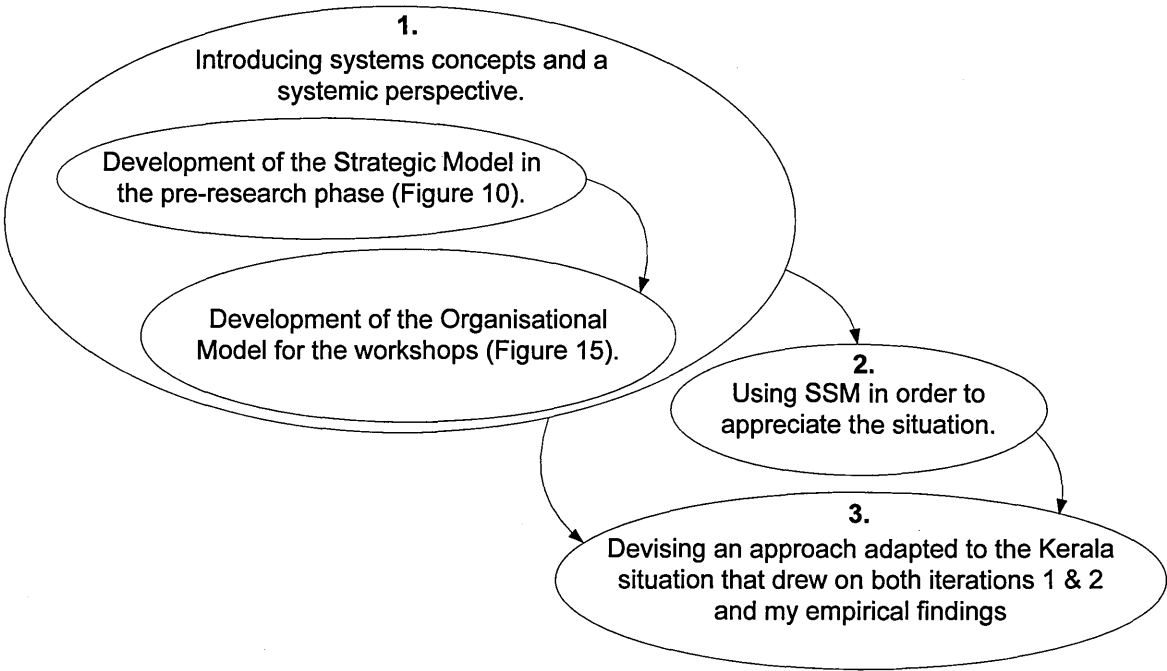 1.
Introducing systems concepts and a
systemic perspective.
Development of the Strategic Model in
the pre-research phase (Figure 10).
Development of the Organisational
Model for the workshops (Figure 15).
2.
Using SSM in order to
appreciate the situation.
3.
Devising an approach adapted to the Kerala
situation that drew on both iterations 1 & 2
and my empirical findings